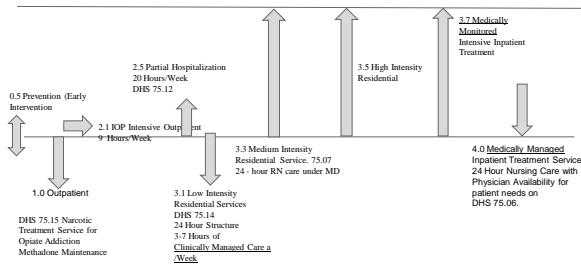 3.7 Medically
Monitored
Intensive Inpatient
Treatment
2.5 Partial Hospitalization
20 Hours/Week
DHS 75.12
3.5 High Intensity
Residential
0.5 Prevention (Early
Intervention
2.1 IOP Intensive Outpatient
9 Hours/Week
3.3 Medium Intensity
Residential Service. 75.07
24 - hour RN care under MD
4.0 Medically Managed
Inpatient Treatment Service
24 Hour Nursing Care with
Physician Availability for
patient needs on
DHS 75.06.
1.0 Outpatient
DHS 75.15 Narcotic
Treatment Service for
Opiate Addiction
Methadone Maintenance
3.1 Low Intensity
Residential Services
DHS 75.14
24 Hour Structure
3-7 Hours of
Clinically Managed Care a
/Week